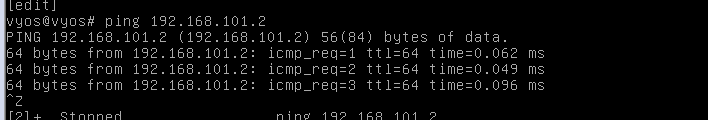 [edit]
vyos@vyos# ping 192.168.101.2
PING 192.168.101.2 (192.168.101.2) 56(84) bytes of data.
64 bytes from 192.168.101.2: icmp_req=1 ttl=64 time=0.062 ms
64 bytes from 192.168.101.2: icmp_req=2 ttl=64 time=0.049 ms
64 bytes from 192.168.101.2: icmp_req=3 ttl=64 time=0.096 ms
^Z
[2]+  Stopped                 ping 192.168.101.2